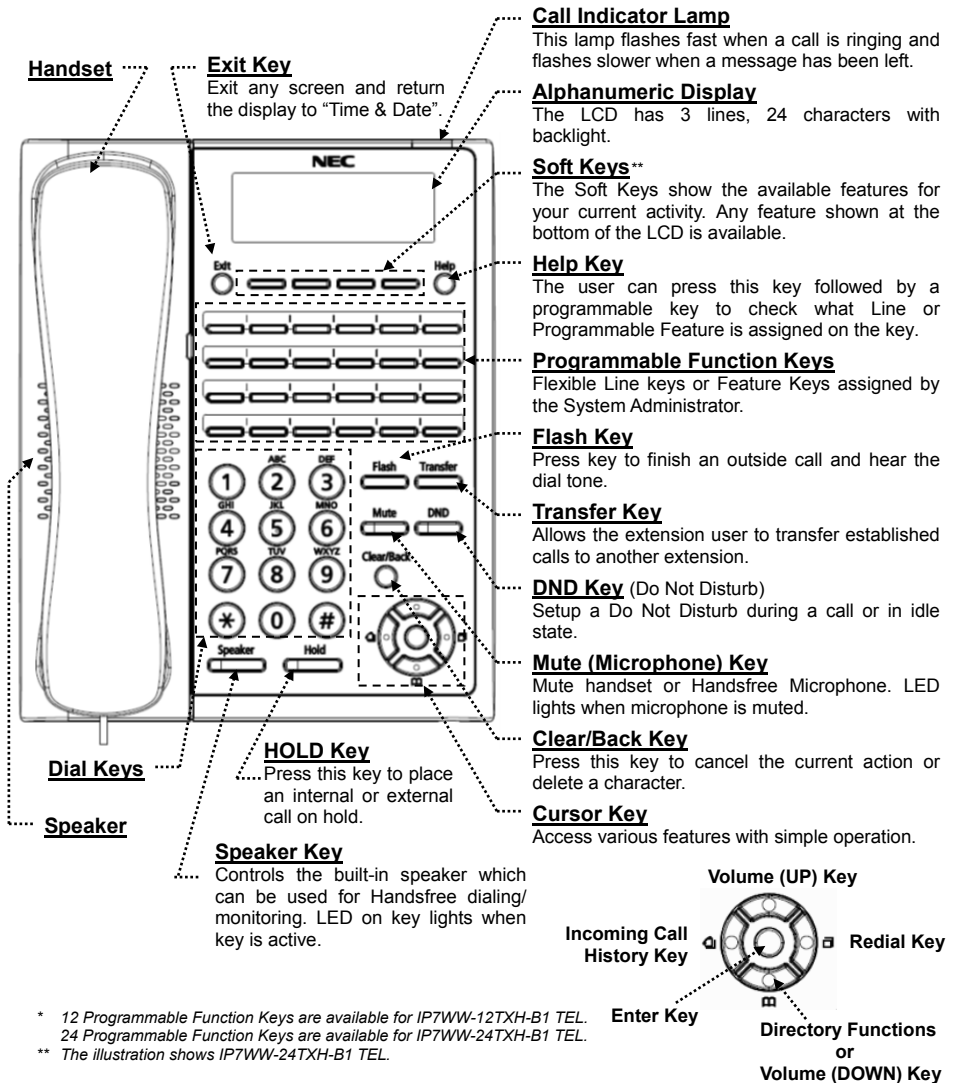 Call Indicator Lamp
This lamp flashes fast when a call is ringing and
flashes slower when a message has been left.
Handset
Exit Key
Exit any screen and return
the display to “Time & Date”.
Alphanumeric Display
The LCD has 3 lines, 24 characters with
backlight.
NEC
Soft Keys**
The Soft Keys show the available features for
your current activity. Any feature shown at the
bottom of the LCD is available.
Exit
Help
Help Key
The user can press this key followed by a
programmable key to check what Line or
Programmable Feature is assigned on the key.
Programmable Function Keys
Flexible Line keys or Feature Keys assigned by
the System Administrator.
Flash Key
Press key to finish an outside call and hear the
dial tone.
ABC DEF
1 2 3
Flash Transfer
GHI JKL MNO
4 5 6
Mute DND
PQRS TUV WXYZ
7 8 9
Clear/Back
* 0 #
Speaker Hold
Transfer Key
Allows the extension user to transfer established
calls to another extension.
DND Key (Do Not Disturb)
Setup a Do Not Disturb during a call or in idle
state.
Mute (Microphone) Key
Mute handset or Handsfree Microphone. LED
lights when microphone is muted.
Clear/Back Key
Press this key to cancel the current action or
delete a character.
Cursor Key
Access various features with simple operation.
Dial Keys
HOLD Key
Press this key to place
an internal or external
call on hold.
Speaker
Speaker Key
Controls the built-in speaker which
can be used for Handsfree dialing/
monitoring. LED on key lights when
key is active.
Volume (UP) Key
Incoming Call
History Key
Redial Key
Enter Key
Directory Functions
or
Volume (DOWN) Key
* 12 Programmable Function Keys are available for IP7WW-12TXH-B1 TEL.
24 Programmable Function Keys are available for IP7WW-24TXH-B1 TEL.
** The illustration shows IP7WW-24TXH-B1 TEL.